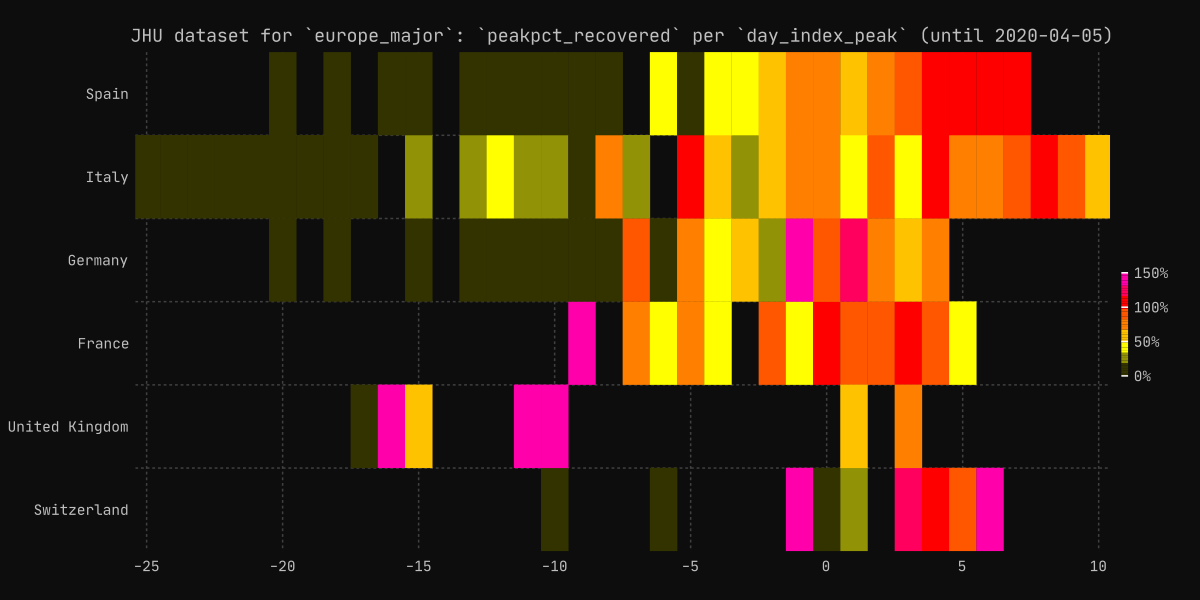 JHU dataset for `europe_major`: `peakpct_recovered` per `day_index_peak` (until 2020-04-05)
Spain
Italy
Germany
France
United Kingdom
Switzerland
150%
100%
50%
0%
−25 −20 −15 −10 −5 0 5 10